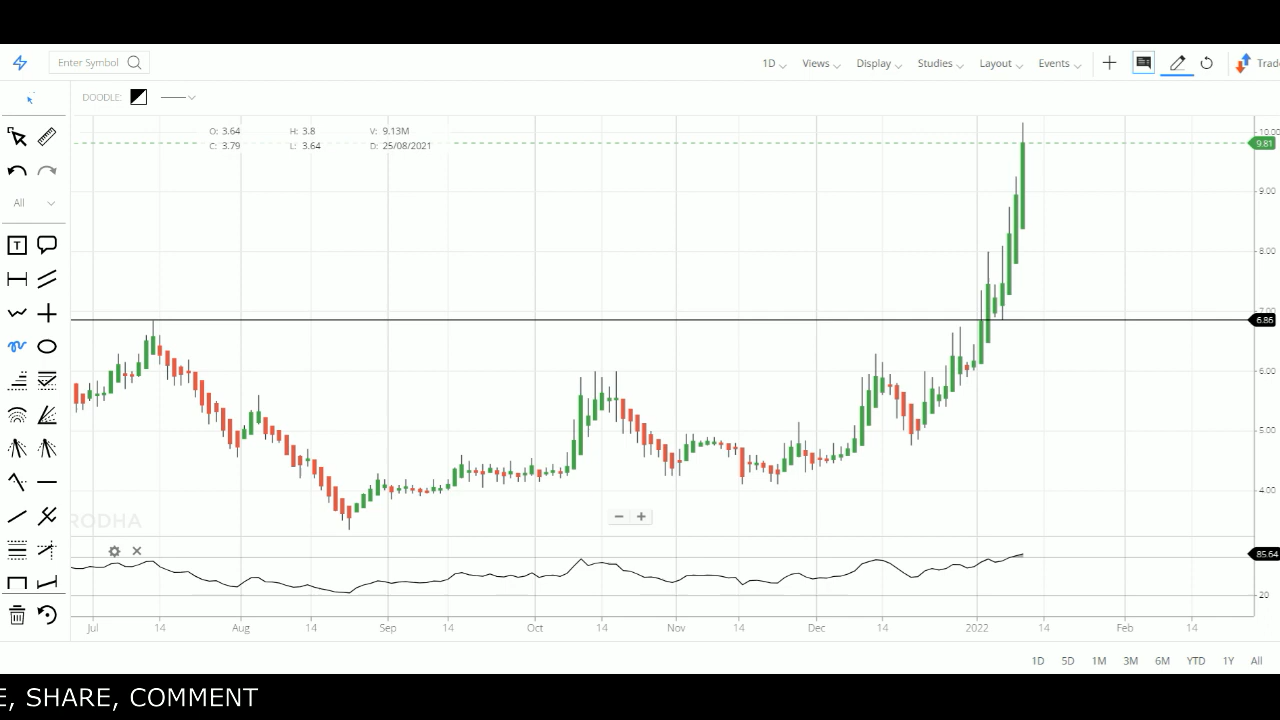 Enter Symbol
1D Views Display Studies Layout Events Trad
DOODLE:
O: 3.64 H: 3.8 V: 9.13M
C: 3.79 L: 3.64 D: 25/08/2021
All
T
10.00
9.81
9.00
8.00
7.00
6.86
6.00
5.00
4.00
RODHA
85.64
20
Jul 14 Aug 14 Sep 14 Oct 14 Nov 14 Dec 14 2022 14 Feb 14
1D 5D 1M 3M 6M YTD 1Y All
E, SHARE, COMMENT